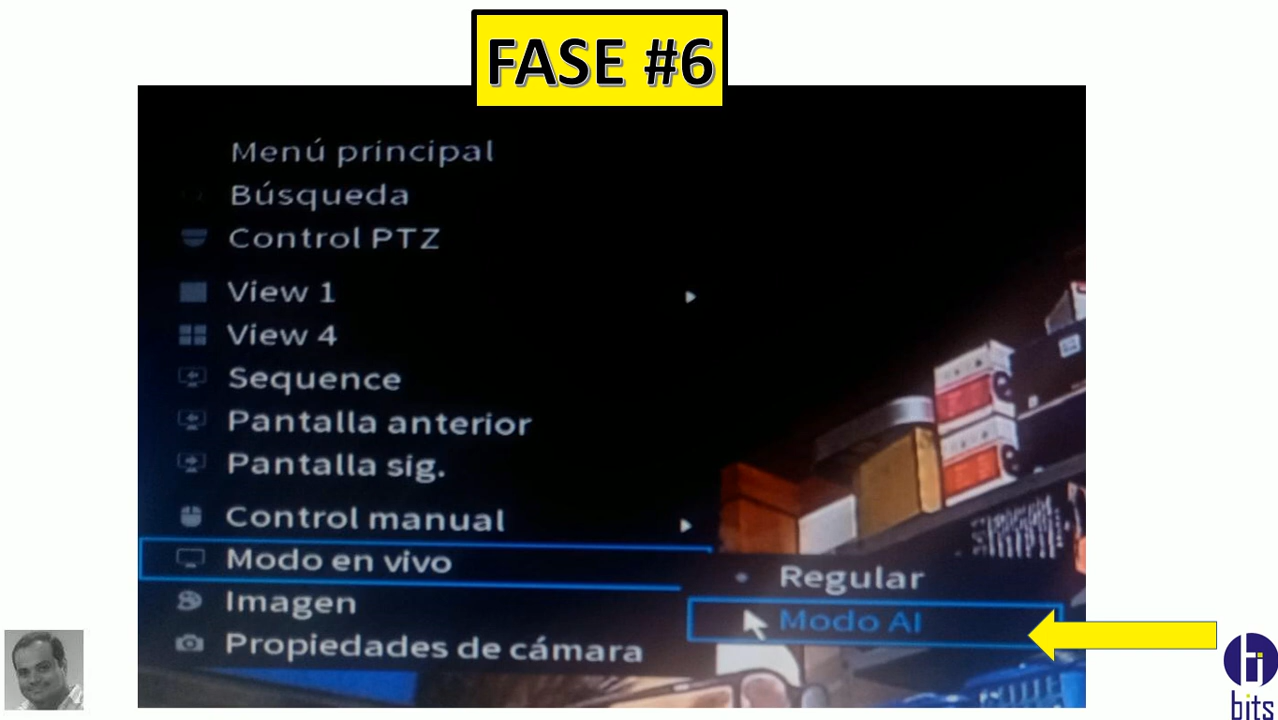 FASE #6
Menú principal
Búsqueda
Control PTZ
View 1
View 4
Sequence
Pantalla anterior
Pantalla sig.
Control manual
Modo en vivo
Regular
Imagen
Modo AI
Propiedades de cámara
bits